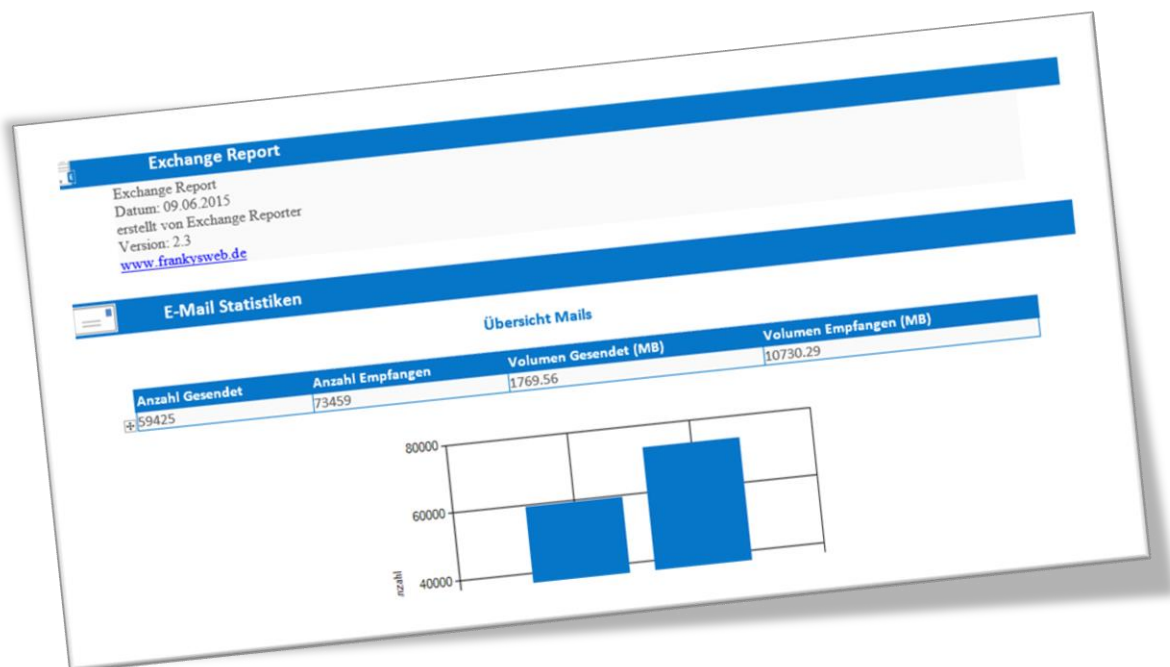 Exchange Report
Exchange Report
Datum: 09.06.2015
erstellt von Exchange Reporter
Version: 2.3
www.frankysweb.de
E-Mail Statistiken
Übersicht Mails
Anzahl Gesendet Anzahl Empfangen Volumen Gesendet (MB) Volumen Empfangen (MB)
59425 73459 1769.56 10730.29
80000
60000
40000